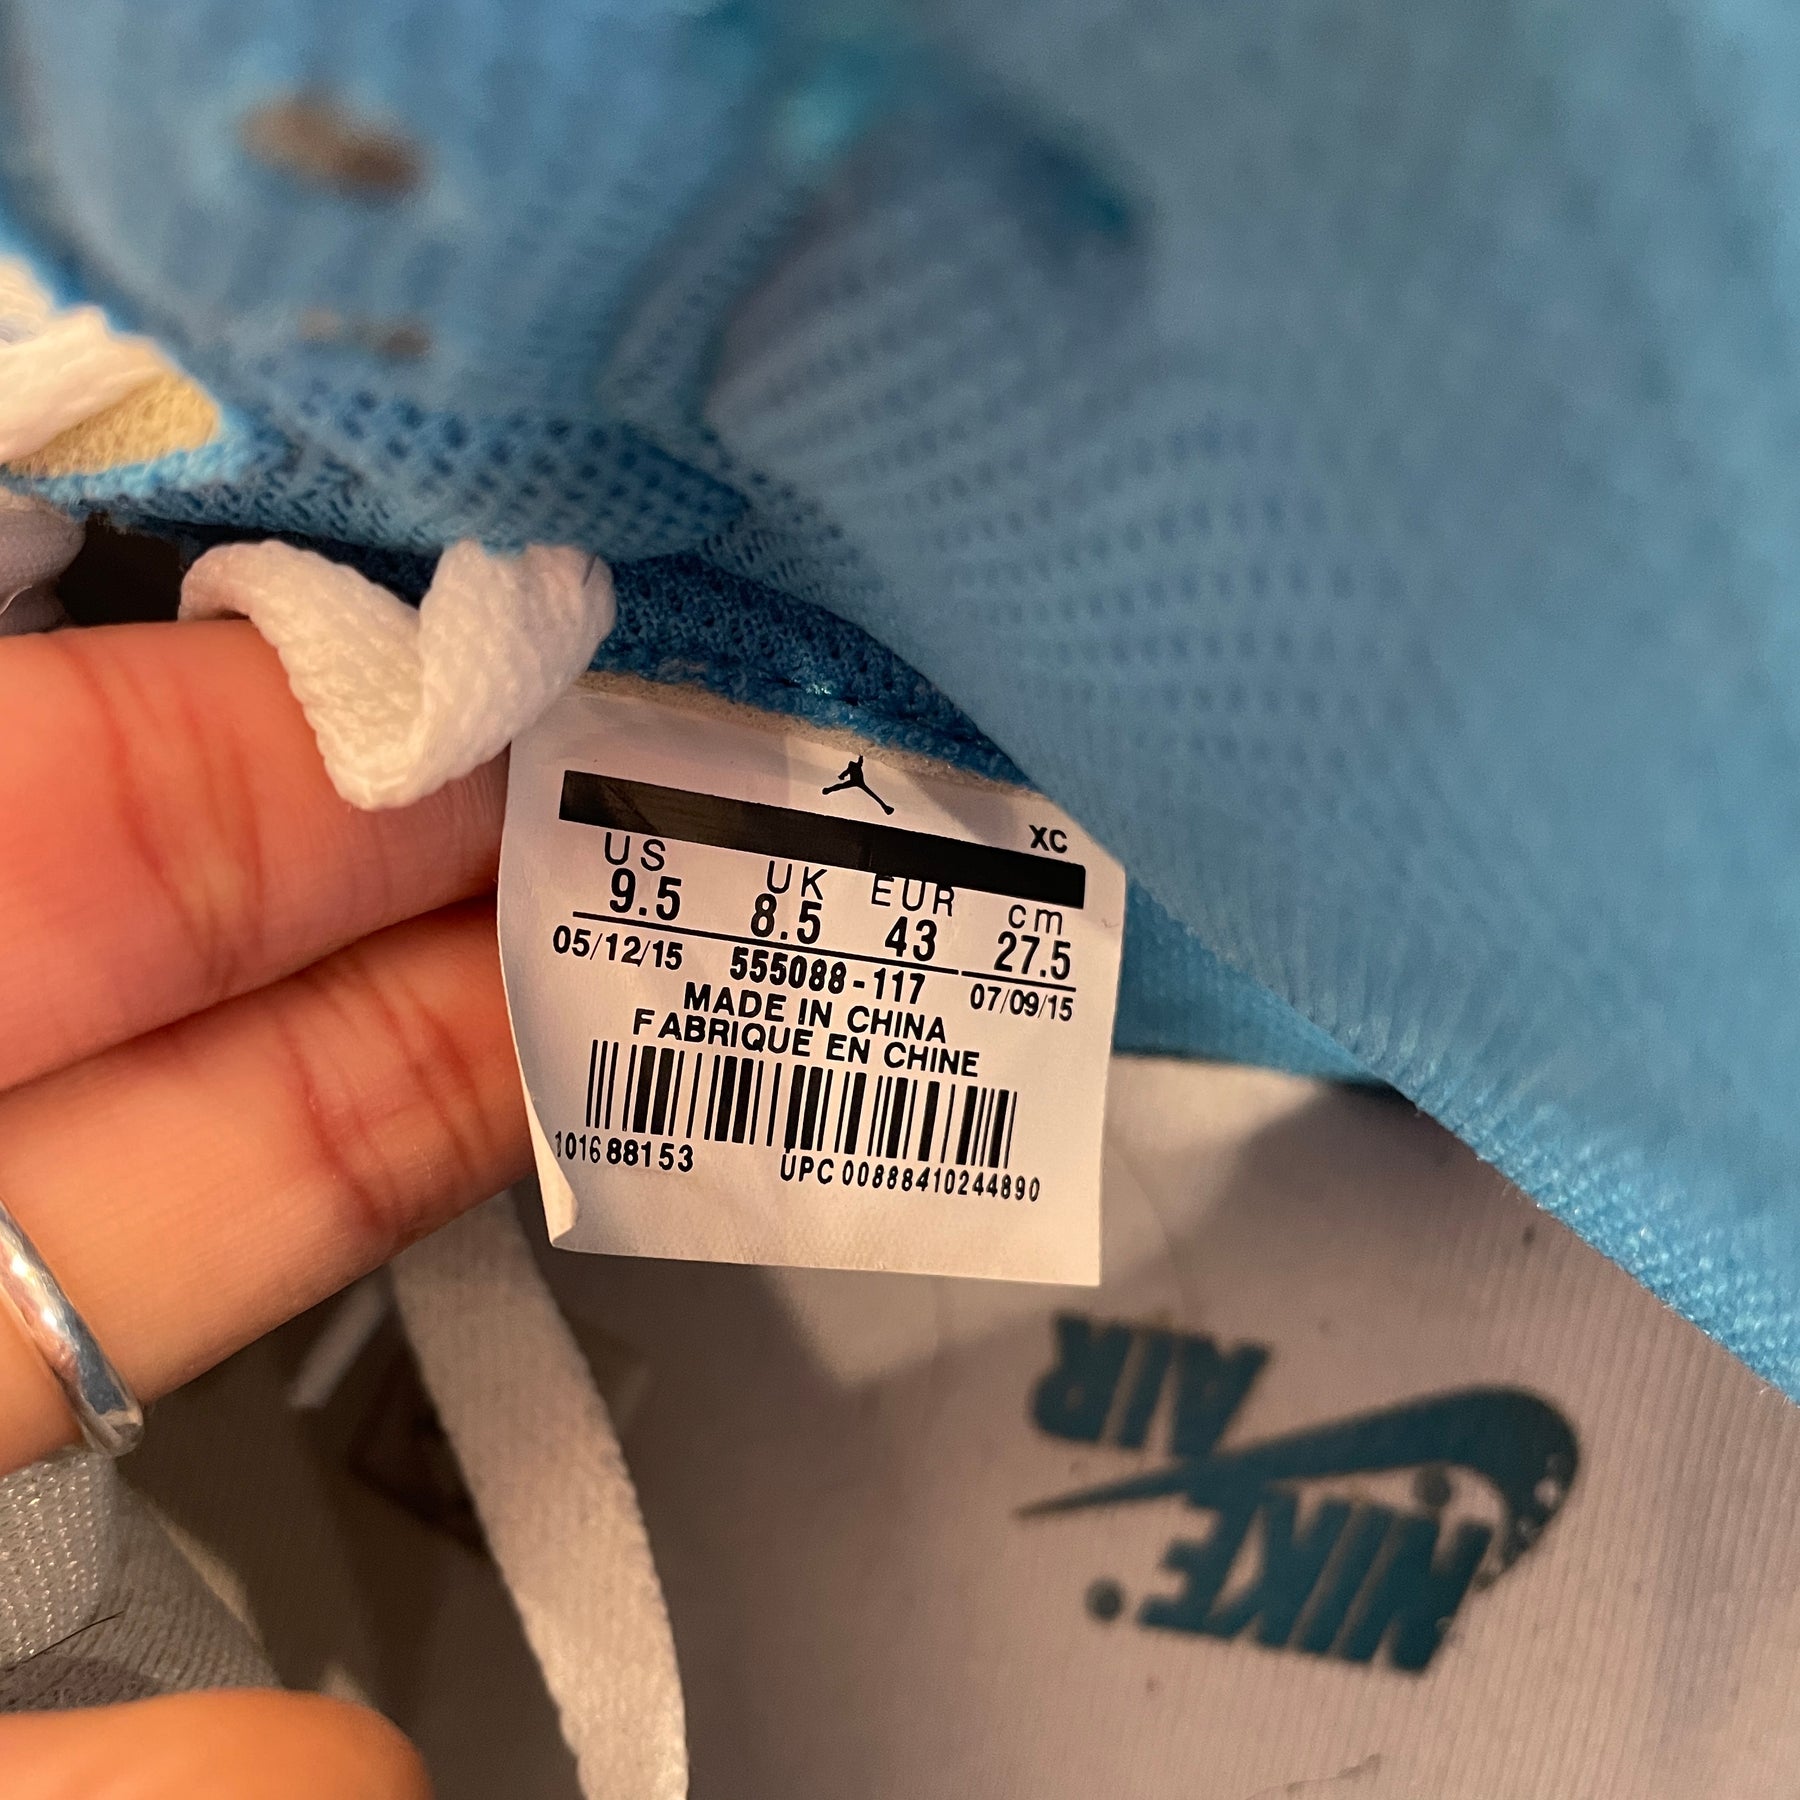 XC
US UK EUR cm
9.5 8.5 43 27.5
05/12/15 555088-117 07/09/15
MADE IN CHINA
FABRIQUE EN CHINE
101688153 UPC 00888410244890
NIKE
AIR